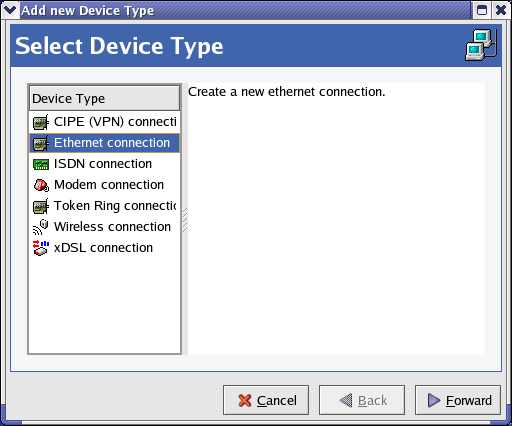 Add new Device Type
Select Device Type
Device Type
CIPE (VPN) connecti
Ethernet connection
ISDN connection
Modem connection
Token Ring connectic
Wireless connection
xDSL connection
Create a new ethernet connection.
Cancel
Back
Forward